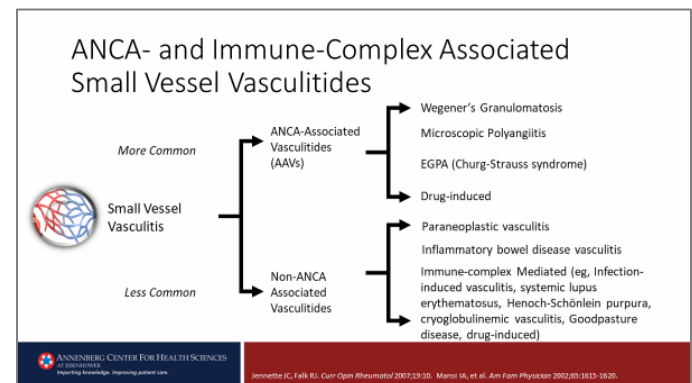 ANCA- and Immune-Complex Associated
Small Vessel Vasculitides
More Common
Small Vessel
Vasculitis
Less Common
ANCA-Associated
Vasculitides
(AAVs)
Non-ANCA
Associated
Vasculitides
Wegener's Granulomatosis
Microscopic Polyangiitis
EGPA (Churg-Strauss syndrome)
Drug-induced
Paraneoplastic vasculitis
Inflammatory bowel disease vasculitis
Immune-complex Mediated (eg, Infection-
induced vasculitis, systemic lupus
erythematosus, Henoch-Schönlein purpura,
cryoglobulinemic vasculitis, Goodpasture
disease, drug-induced)
ANNENBERG CENTER FOR HEALTH SCIENCES
AT EISENHOWER
Imparting knowledge. Improving patient care.
Jennette JC, Falk RJ. Curr Opin Rheumatol 2007;19:10. Mansi IA, et al. Am Fam Physician 2002;65:1615-1620.